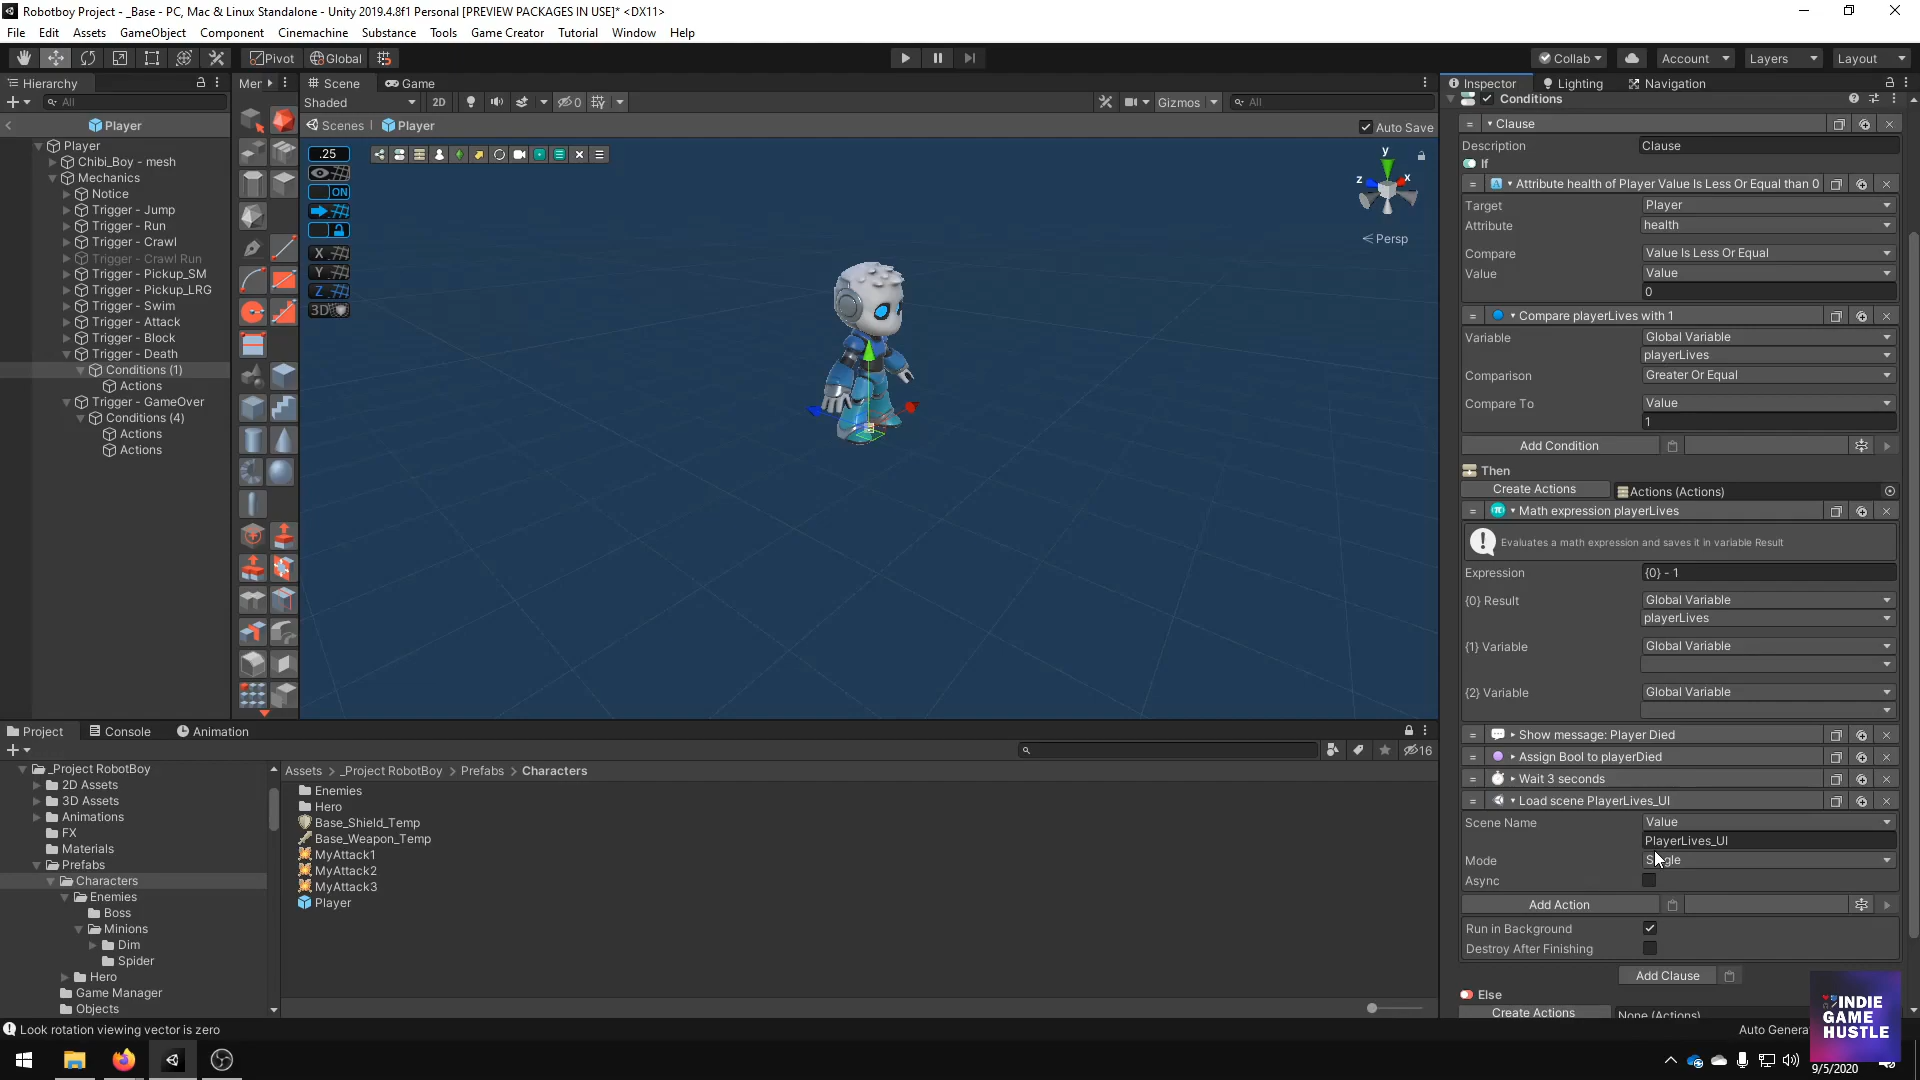 Robotboy Project - _Base - PC, Mac & Linux Standalone - Unity 2019.4.8f1 Personal [PREVIEW PACKAGES IN USE]* <DX11>
File Edit Assets GameObject Component Cinemachine Substance Tools Game Creator Tutorial Window Help
Pivot Global Collab Account Layers Layout
Hierarchy
All
Player
Player
Chibi_Boy - mesh
Mechanics
Notice
Trigger - Jump
Trigger - Run
Trigger - Crawl
Trigger - Crawl Run
Trigger - Pickup_SM
Trigger - Pickup_LRG
Trigger - Swim
Trigger - Attack
Trigger - Block
Trigger - Death
Conditions (1)
Actions
Trigger - GameOver
Conditions (4)
Actions
Actions
Mer
Scene Game
Shaded 2D 0 Gizmos All
Scenes Player Auto Save
.25
ON
X
Y
Z
3D
y
z x
Persp
Inspector Lighting Navigation
Conditions
Clause
Description Clause
If
Attribute health of Player Value Is Less Or Equal than 0
Target Player
Attribute health
Compare Value Is Less Or Equal
Value Value
0
Compare playerLives with 1
Variable Global Variable
playerLives
Comparison Greater Or Equal
Compare To Value
1
Add Condition
Then
Create Actions Actions (Actions)
Math expression playerLives
Evaluates a math expression and saves it in variable Result
Expression {0} - 1
{0} Result Global Variable
playerLives
{1} Variable Global Variable
{2} Variable Global Variable
Show message: Player Died
Assign Bool to playerDied
Wait 3 seconds
Load scene PlayerLives_UI
Scene Name Value
PlayerLives_UI
Mode Single
Async
Add Action
Run in Background
Destroy After Finishing
Add Clause
Else
Create Actions None (Actions)
Project Console Animation
16
_Project RobotBoy
2D Assets
3D Assets
Animations
FX
Materials
Prefabs
Characters
Enemies
Boss
Minions
Dim
Spider
Hero
Game Manager
Objects
Assets > _Project RobotBoy > Prefabs > Characters
Enemies
Hero
Base_Shield_Temp
Base_Weapon_Temp
MyAttack1
MyAttack2
MyAttack3
Player
Look rotation viewing vector is zero
Auto Genera
INDIE
GAME
HUSTLE
9/5/2020